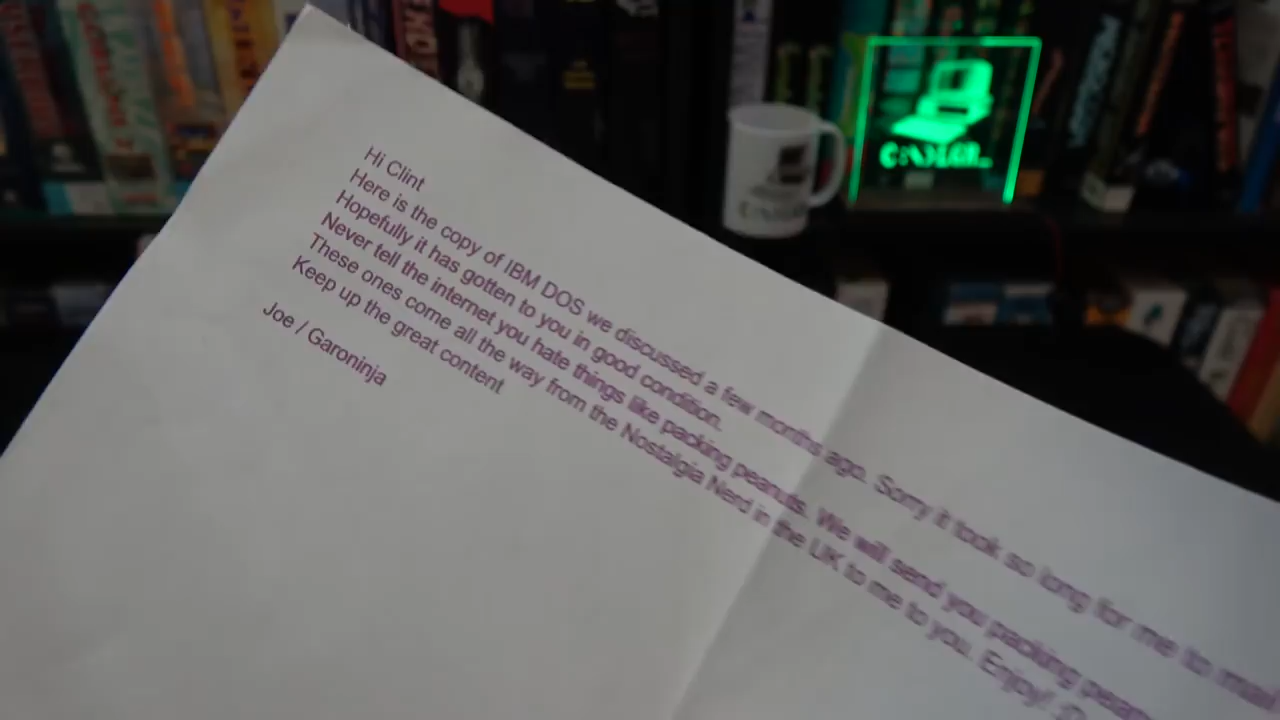 Hi Clint
Here is the copy of IBM DOS we discussed a few months ago. Sorry it took so long for me to mail
Hopefully it has gotten to you in good condition.
Never tell the internet you hate things like packing peanuts. We will send you packing
These ones come all the way from the Nostalgia Nerd in the UK to me to you. Enjoy!
Keep up the great content
Joe / Garoninja